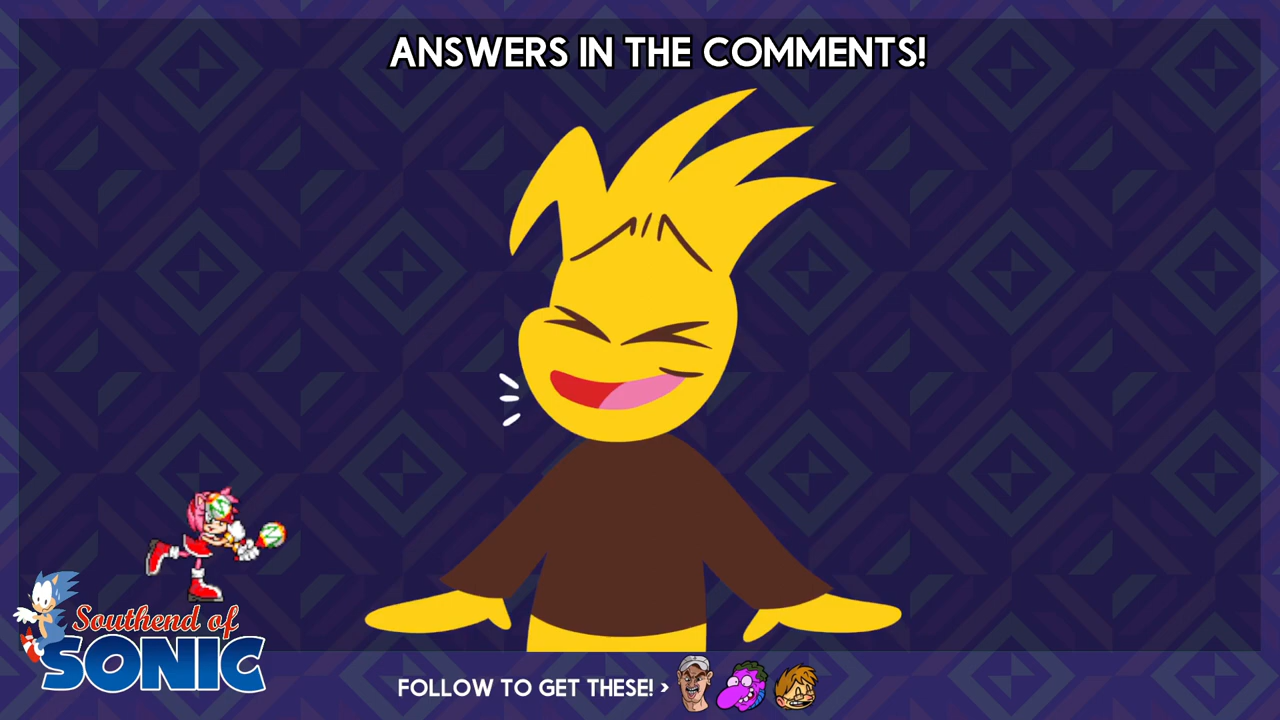 ANSWERS IN THE COMMENTS!
Southend of
SONIC
FOLLOW TO GET THESE! >